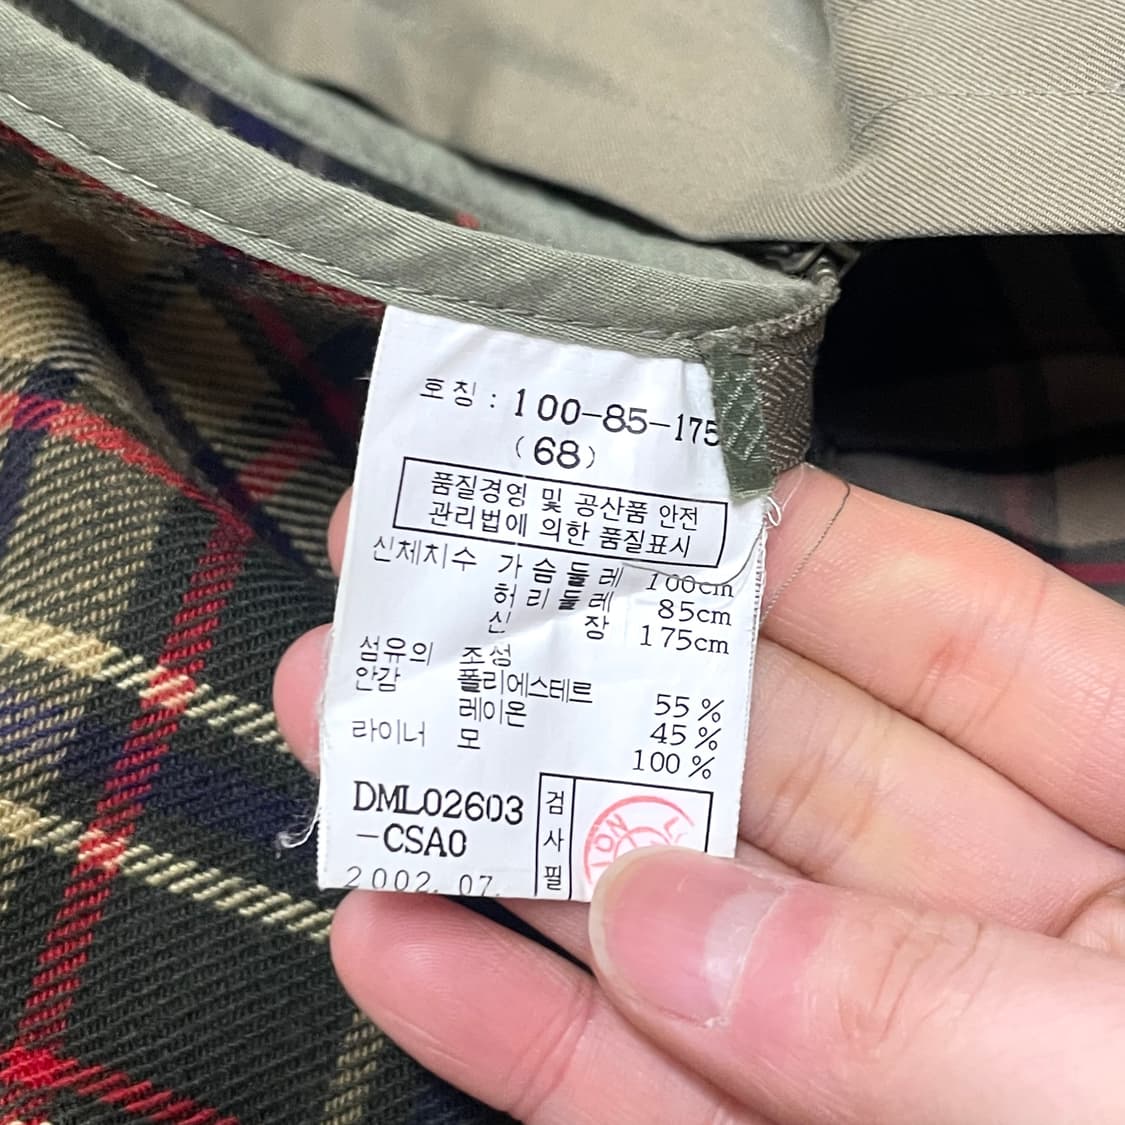 호칭 : 100-85-175
(68)
품질경영 및 공산품 안전
관리법에 의한 품질표시
신체치수 가슴둘레 100cm
허리둘레 85cm
신장 175cm
섬유의 조성
안감 폴리에스테르 55%
레이온 45%
라이너 모 100%
DML02603
-CSA0
검사필
2002. 07.